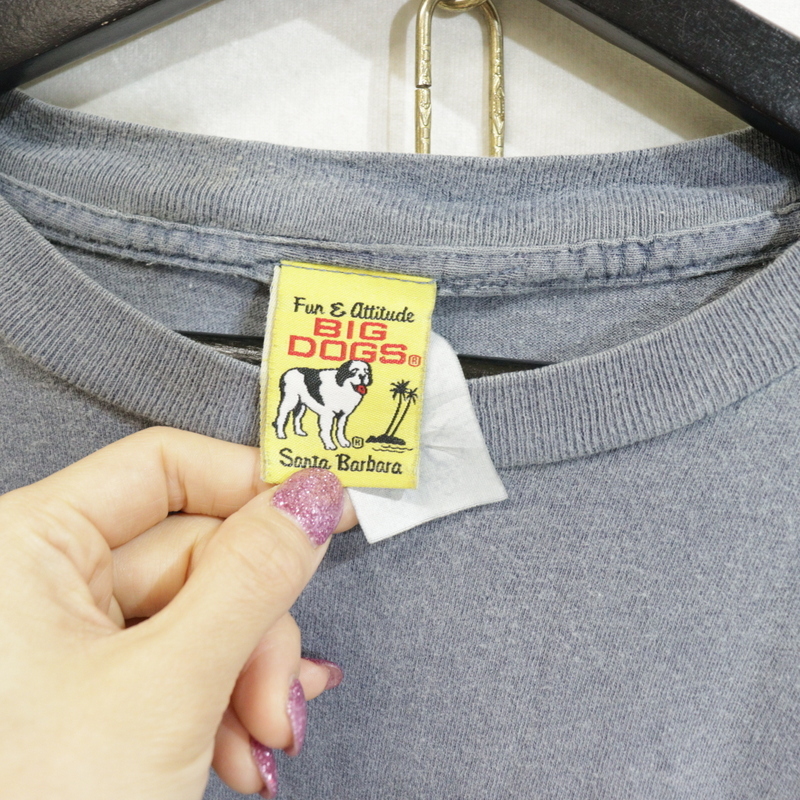 Fun & Attitude
BIG
DOGS®
®
Santa Barbara